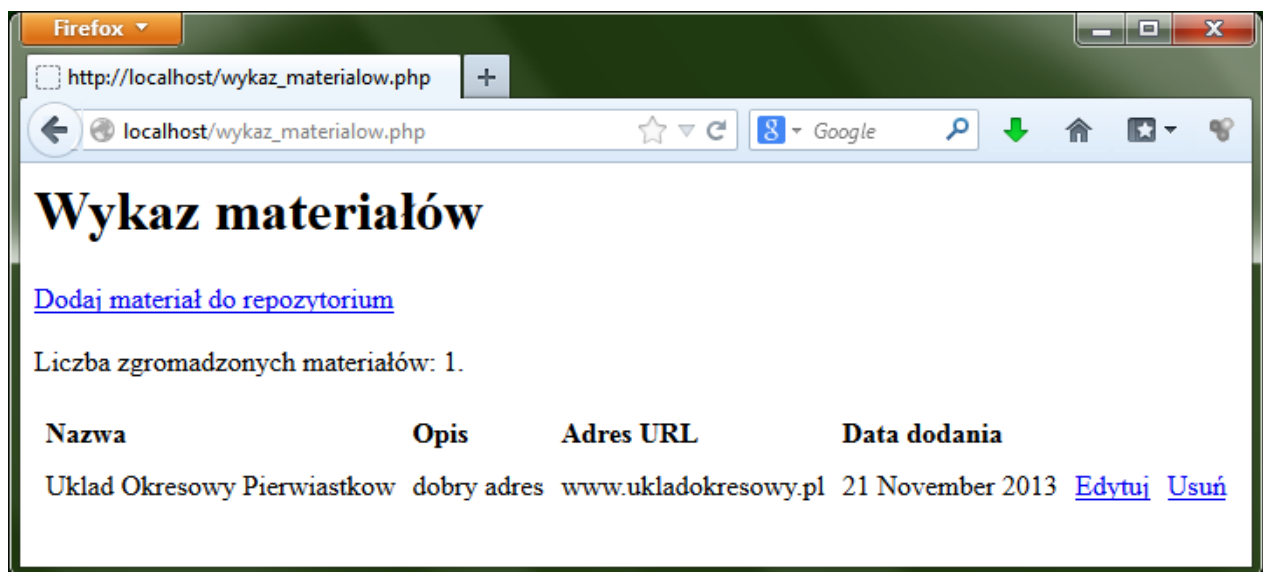 Firefox
http://localhost/wykaz_materialow.php
localhost/wykaz_materialow.php 8 Google
Wykaz materiałów
Dodaj materiał do repozytorium
Liczba zgromadzonych materiałów: 1.
Nazwa Opis Adres URL Data dodania
Uklad Okresowy Pierwiastkow dobry adres www.ukladokresowy.pl 21 November 2013 Edytuj Usuń